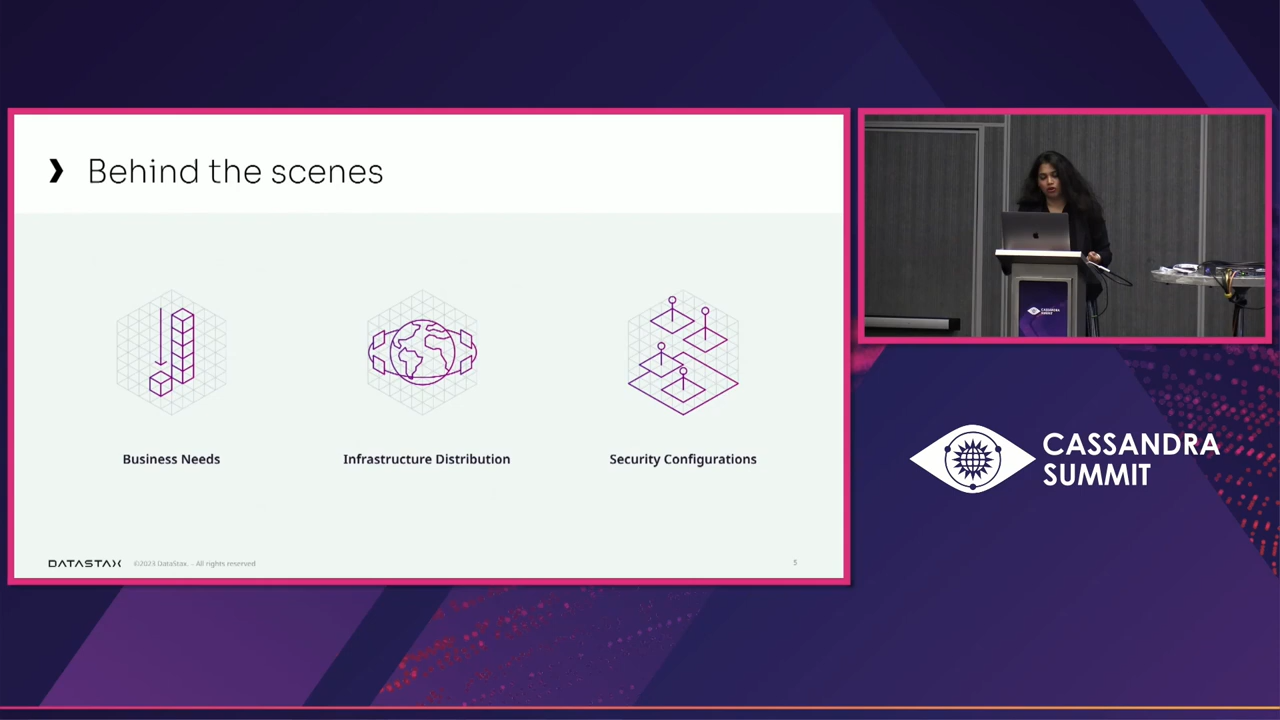 Behind the scenes
Business Needs
Infrastructure Distribution
Security Configurations
DATASTAX ©2023 DataStax. – All rights reserved
5
CASSANDRA
SUMMIT